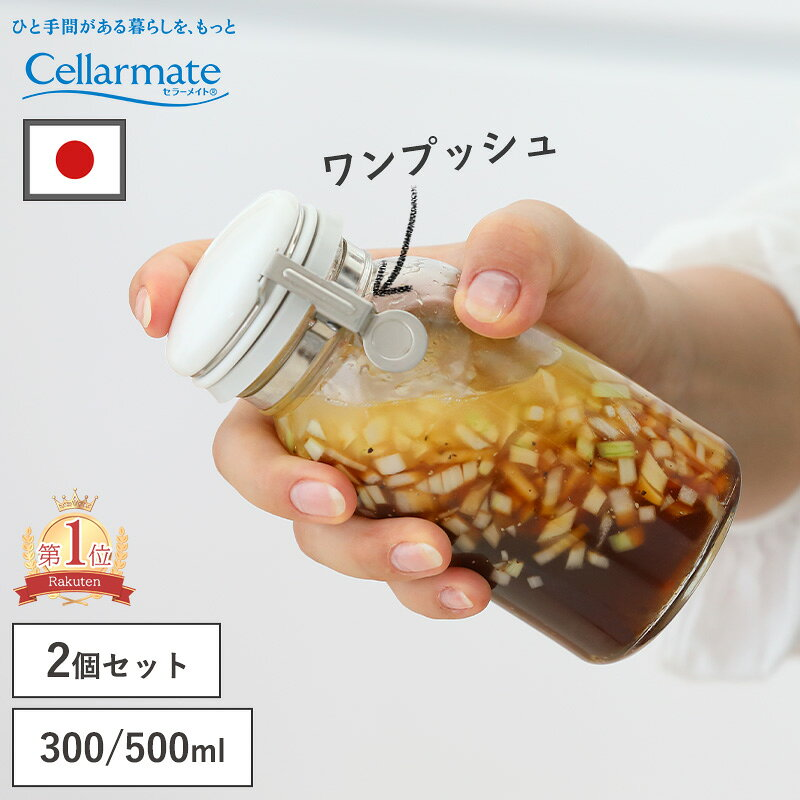 ひと手間がある暮らしを、もっと
Cellarmate
セラーメイト®
ワンプッシュ
第1位
Rakuten
2個セット
300/500ml